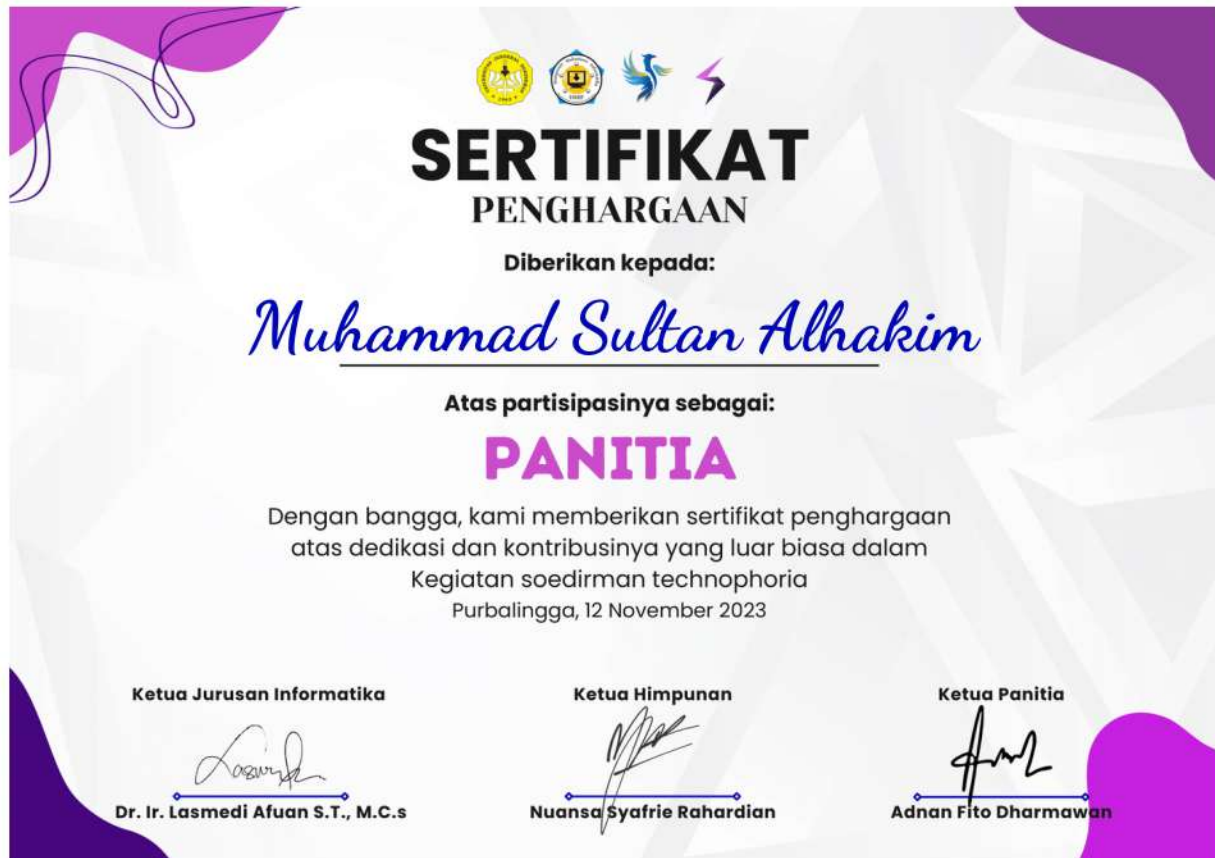 SERTIFIKAT
PENGHARGAAN
Diberikan kepada:
Muhammad Sultan Alhakim
Atas partisipasinya sebagai:
PANITIA
Dengan bangga, kami memberikan sertifikat penghargaan
atas dedikasi dan kontribusinya yang luar biasa dalam
Kegiatan soedirman technophoria
Purbalingga, 12 November 2023
Ketua Jurusan Informatika
Ketua Himpunan
Ketua Panitia
Dr. Ir. Lasmedi Afuan S.T., M.C.s
Nuansa Syafrie Rahardian
Adnan Fito Dharmawan